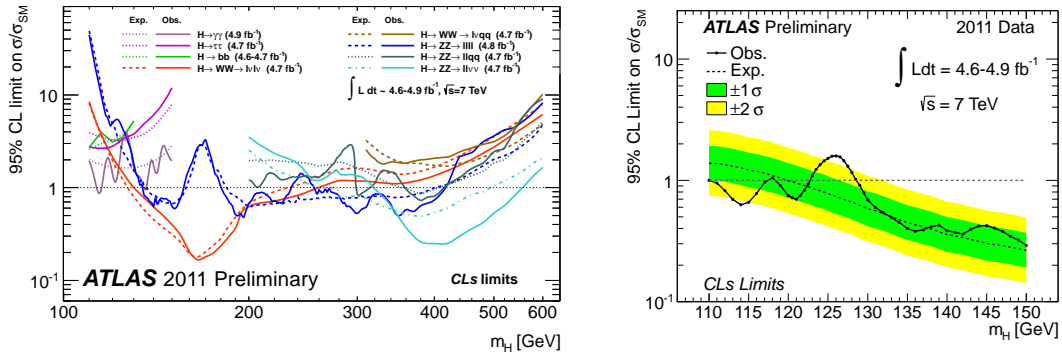 95% CL limit on σ/σSM
Exp. Obs.
H→γγ (4.9 fb⁻¹)
H→ττ (4.7 fb⁻¹)
H→bb (4.6-4.7 fb⁻¹)
H→WW→lνlν (4.7 fb⁻¹)
Exp. Obs.
H→WW→lνqq (4.7 fb⁻¹)
H→ZZ→llll (4.8 fb⁻¹)
H→ZZ→llqq (4.7 fb⁻¹)
H→ZZ→llνν (4.7 fb⁻¹)
∫ L dt ~ 4.6-4.9 fb⁻¹, √s=7 TeV
10²
10
1
10⁻¹
ATLAS 2011 Preliminary
CLs limits
100 200 300 400 500 600
mH [GeV]
95% CL Limit on σ/σSM
ATLAS Preliminary 2011 Data
Obs.
Exp.
±1 σ
±2 σ
∫ Ldt = 4.6-4.9 fb⁻¹
√s = 7 TeV
10
1
10⁻¹
CLs Limits
110 115 120 125 130 135 140 145 150
mH [GeV]